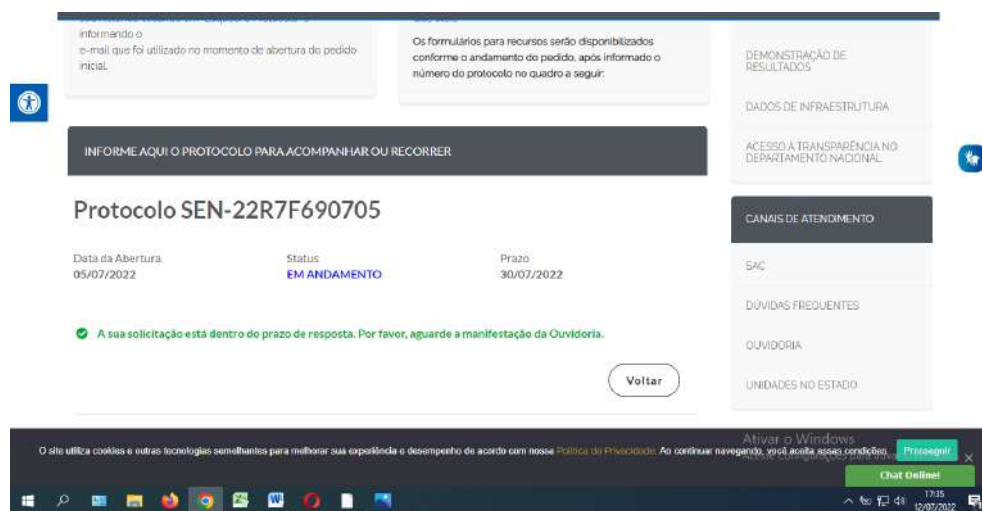 informando o
e-mail que foi utilizado no momento de abertura do pedido
inicial.
Os formulários para recursos serão disponibilizados
conforme o andamento do pedido, após informado o
número do protocolo no quadro a seguir:
DEMONSTRAÇÃO DE
RESULTADOS
DADOS DE INFRAESTRUTURA
ACESSO À TRANSPARÊNCIA NO
DEPARTAMENTO NACIONAL
INFORME AQUI O PROTOCOLO PARA ACOMPANHAR OU RECORRER
Protocolo SEN-22R7F690705
Data da Abertura
05/07/2022
Status
EM ANDAMENTO
Prazo
30/07/2022
A sua solicitação está dentro do prazo de resposta. Por favor, aguarde a manifestação da Ouvidoria.
Voltar
CANAIS DE ATENDIMENTO
SAC
DÚVIDAS FREQUENTES
OUVIDORIA
UNIDADES NO ESTADO
Ativar o Windows
O site utiliza cookies e outras tecnologias semelhantes para melhorar sua experiência e desempenho de acordo com nossa Política de Privacidade. Ao continuar navegando, você aceita essas condições.
Prosseguir
Chat Online!
17:35
12/07/2022